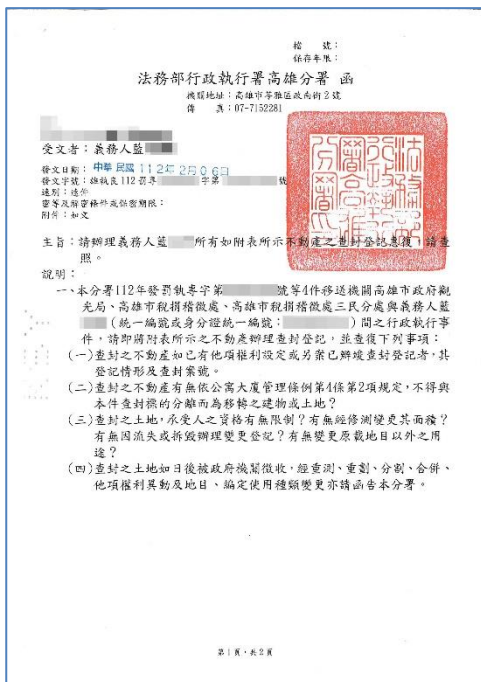 檔　　號：
保存年限：
法務部行政執行署高雄分署　函
機關地址：高雄市苓雅區政南街2號
傳　　真：07-7152281
受文者：義務人藍
發文日期：中華民國112年2月06日
發文字號：雄執良112罰專字第號
速別：速件
密等及解密條件或保密期限：
附件：如文
主旨：請辦理義務人藍所有如附表所示不動產之查封登記惠復，請查
照。
說明：
一、本分署112年發罰執專字第號等4件移送機關高雄市政府觀
光局、高雄市稅捐稽徵處、高雄市稅捐稽徵處三民分處與義務人藍
（統一編號或身分證統一編號：）間之行政執行事
件，請即將附表所示之不動產辦理查封登記，並查復下列事項：
(一)查封之不動產如已有他項權利設定或另案已辦竣查封登記者，其
登記情形及查封案號。
(二)查封之不動產有無依公寓大廈管理條例第4條第2項規定，不得與
本件查封標的分離而為移轉之建物或土地？
(三)查封之土地，承受人之資格有無限制？有無經修測變更其面積？
有無因流失或拆毀辦理變更登記？有無變更原載地目以外之用
途？
(四)查封之土地如日後被政府機關徵收，經重測、重劃、分割、合併、
他項權利異動及地目、編定使用種類變更亦請函告本分署。
第1頁，共2頁